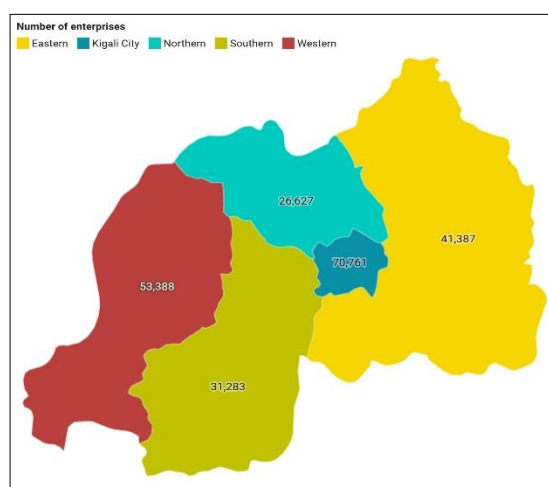 Number of enterprises
Eastern Kigali City Northern Southern Western
26,627
41,387
70,761
53,388
31,283